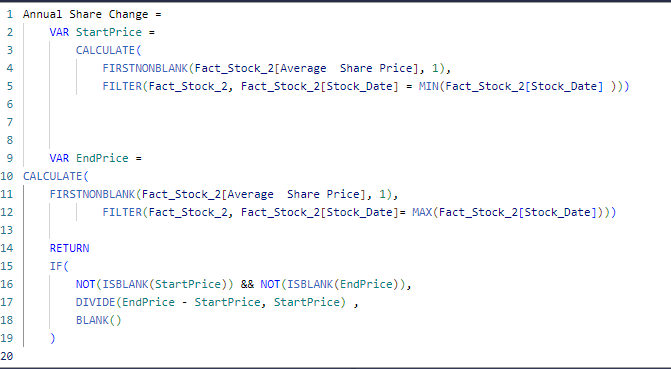 1 Annual Share Change =
2 VAR StartPrice =
3 CALCULATE(
4 FIRSTNONBLANK(Fact_Stock_2[Average  Share Price], 1),
5 FILTER(Fact_Stock_2, Fact_Stock_2[Stock_Date] = MIN(Fact_Stock_2[Stock_Date] )))
6
7
8
9 VAR EndPrice =
10 CALCULATE(
11 FIRSTNONBLANK(Fact_Stock_2[Average  Share Price], 1),
12 FILTER(Fact_Stock_2, Fact_Stock_2[Stock_Date]= MAX(Fact_Stock_2[Stock_Date])))
13
14 RETURN
15 IF(
16 NOT(ISBLANK(StartPrice)) && NOT(ISBLANK(EndPrice)),
17 DIVIDE(EndPrice - StartPrice, StartPrice) ,
18 BLANK()
19 )
20